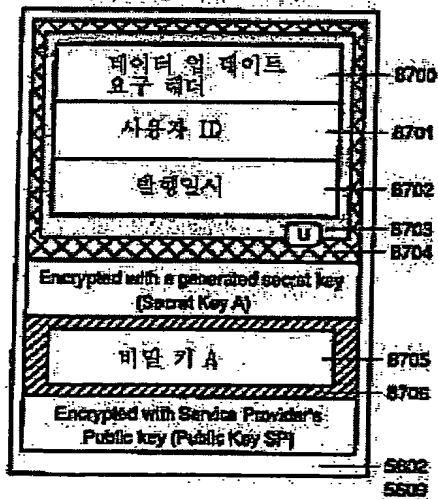 데이터 업 데이트
요구 헤더
8700
사용자 ID
8701
발행일시
8702
U
8703
8704
Encrypted with a generated secret key
(Secret Key A)
비밀 키 A
8705
8706
Encrypted with Service Provider's
Public key (Public Key SP)
5602
5609